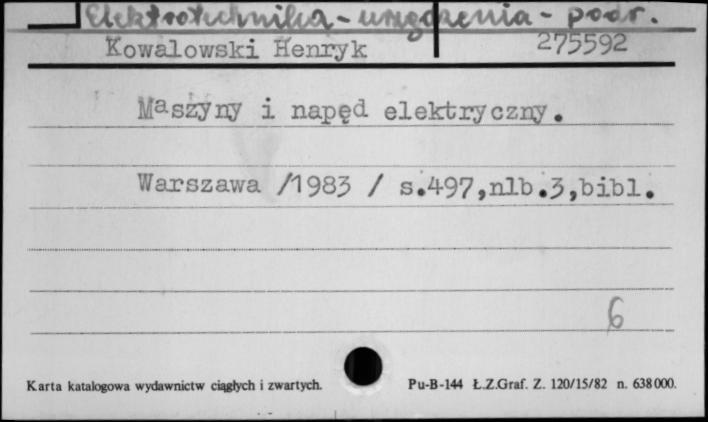 Elektrotechnika - urządzenia - podr.
Kowalowski Henryk 275592
Maszyny i napęd elektryczny.
Warszawa /1983 / s.497,nlb.3,bibl.
6
Karta katalogowa wydawnictw ciągłych i zwartych. Pu-B-144 Ł.Z.Graf. Z. 120/15/82 n. 638000.